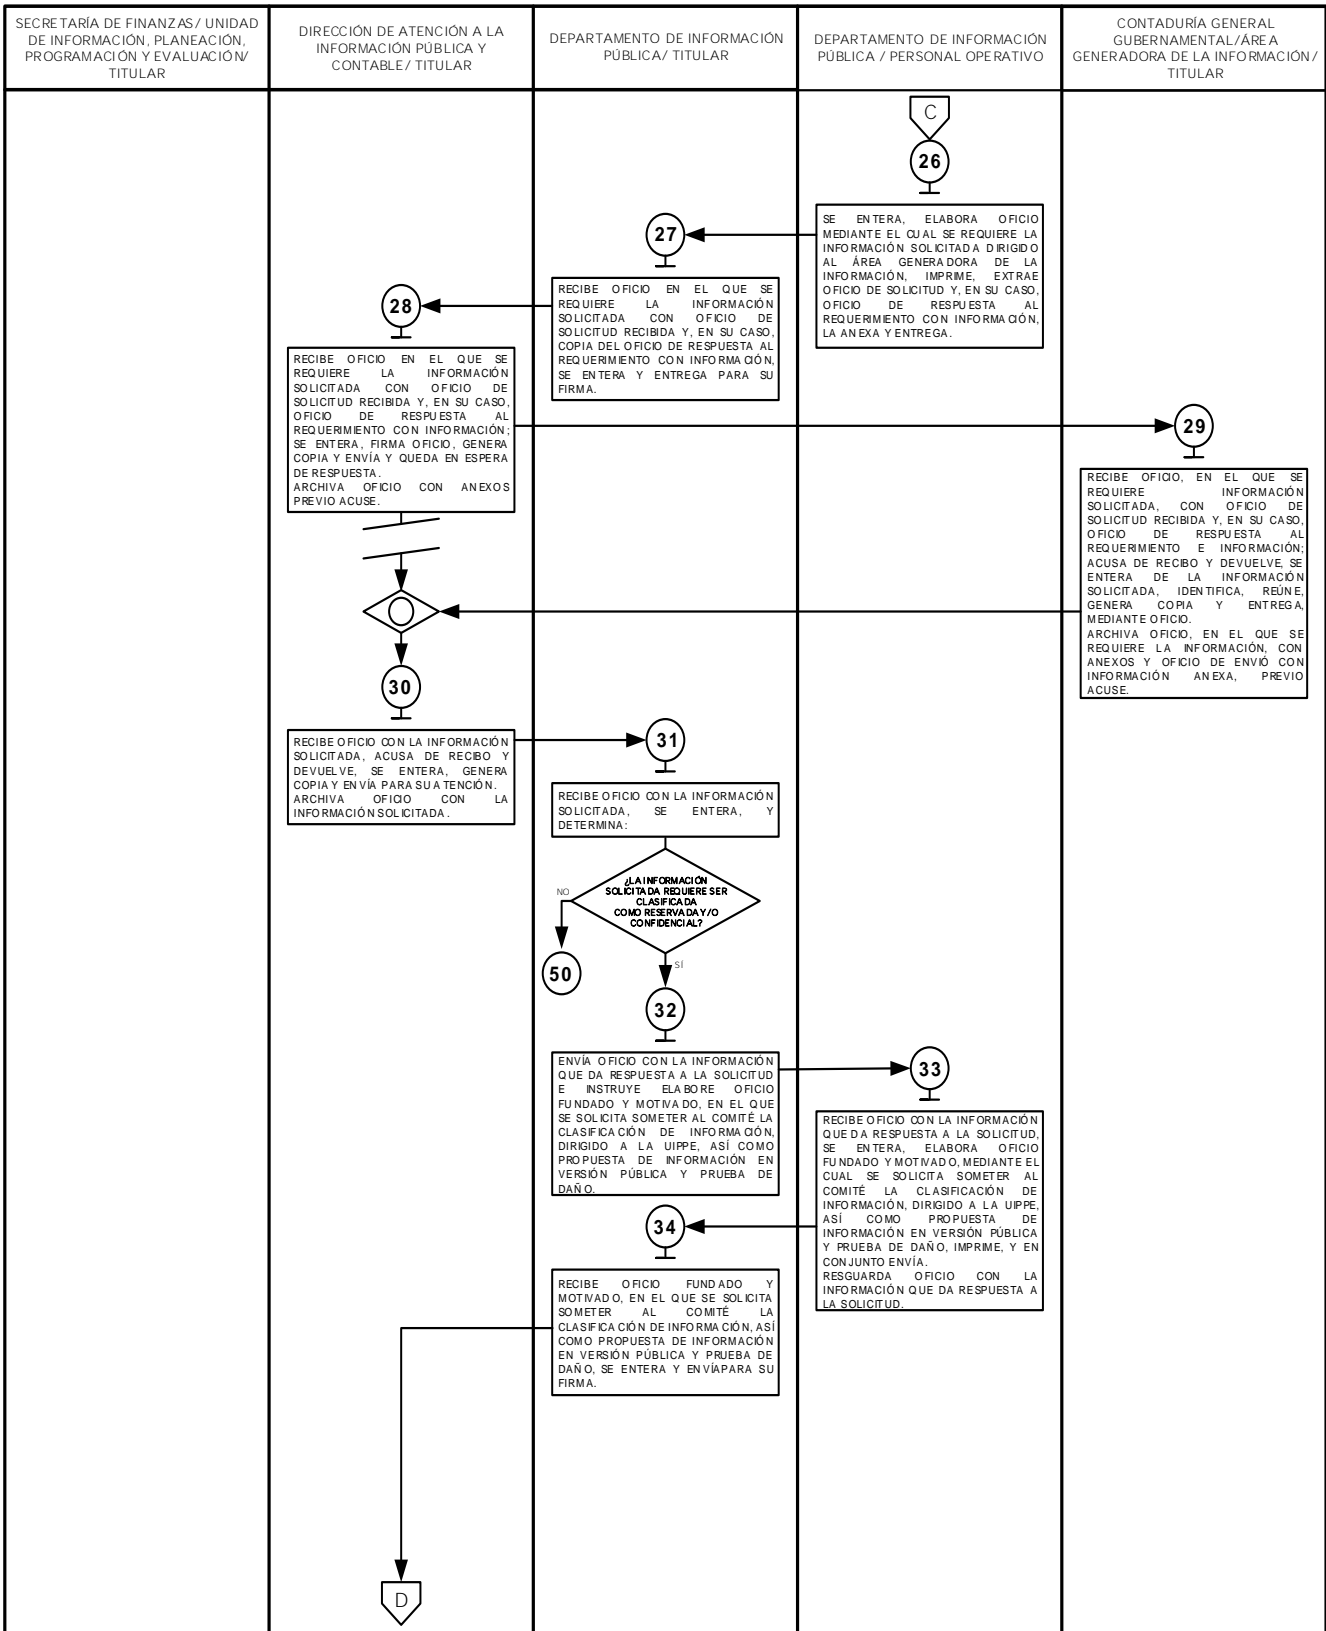 SECRETARÍA DE FINANZAS/ UNIDAD
DE INFORMACIÓN, PLANEACIÓN,
PROGRAMACIÓN Y EVALUACIÓN/
TITULAR
DIRECCIÓN DE ATENCIÓN A LA
INFORMACIÓN PÚBLICA Y
CONTABLE/ TITULAR
DEPARTAMENTO DE INFORMACIÓN
PÚBLICA/ TITULAR
DEPARTAMENTO DE INFORMACIÓN
PÚBLICA / PERSONAL OPERATIVO
CONTADURÍA GENERAL
GUBERNAMENTAL/ÁREA
GENERADORA DE LA INFORMACIÓN/
TITULAR
C
26
SE ENTERA, ELABORA OFICIO
MEDIANTE EL CUAL SE REQUIERE LA
INFORMACIÓN SOLICITADA DIRIGIDO
AL ÁREA GENERADORA DE LA
INFORMACIÓN, IMPRIME, EXTRAE
OFICIO DE SOLICITUD Y, EN SU CASO,
OFICIO DE RESPUESTA AL
REQUERIMIENTO CON INFORMACIÓN,
LA ANEXA Y ENTREGA.
27
RECIBE OFICIO EN EL QUE SE
REQUIERE LA INFORMACIÓN
SOLICITADA CON OFICIO DE
SOLICITUD RECIBIDA Y, EN SU CASO,
COPIA DEL OFICIO DE RESPUESTA AL
REQUERIMIENTO CON INFORMACIÓN,
SE ENTERA Y ENTREGA PARA SU
FIRMA.
28
RECIBE OFICIO EN EL QUE SE
REQUIERE LA INFORMACIÓN
SOLICITADA CON OFICIO DE
SOLICITUD RECIBIDA Y, EN SU CASO,
OFICIO DE RESPUESTA AL
REQUERIMIENTO CON INFORMACIÓN;
SE ENTERA, FIRMA OFICIO, GENERA
COPIA Y ENVÍA Y QUEDA EN ESPERA
DE RESPUESTA.
ARCHIVA OFICIO CON ANEXOS
PREVIO ACUSE.
29
RECIBE OFICIO, EN EL QUE SE
REQUIERE INFORMACIÓN
SOLICITADA, CON OFICIO DE
SOLICITUD RECIBIDA Y, EN SU CASO,
OFICIO DE RESPUESTA AL
REQUERIMIENTO E INFORMACIÓN;
ACUSA DE RECIBO Y DEVUELVE, SE
ENTERA DE LA INFORMACIÓN
SOLICITADA, IDENTIFICA, REÚNE,
GENERA COPIA Y ENTREGA,
MEDIANTE OFICIO.
ARCHIVA OFICIO, EN EL QUE SE
REQUIERE LA INFORMACIÓN, CON
ANEXOS Y OFICIO DE ENVIÓ CON
INFORMACIÓN ANEXA, PREVIO
ACUSE.
30
RECIBE OFICIO CON LA INFORMACIÓN
SOLICITADA, ACUSA DE RECIBO Y
DEVUELVE, SE ENTERA, GENERA
COPIA Y ENVÍA PARA SU ATENCIÓN.
ARCHIVA OFICIO CON LA
INFORMACIÓN SOLICITADA.
31
RECIBE OFICIO CON LA INFORMACIÓN
SOLICITADA, SE ENTERA, Y
DETERMINA:
¿LA INFORMACIÓN
SOLICITADA REQUIERE SER
CLASIFICADA
COMO RESERVADA Y/O
CONFIDENCIAL?
NO
50
SÍ
32
ENVÍA OFICIO CON LA INFORMACIÓN
QUE DA RESPUESTA A LA SOLICITUD
E INSTRUYE ELABORE OFICIO
FUNDADO Y MOTIVADO, EN EL QUE
SE SOLICITA SOMETER AL COMITÉ LA
CLASIFICACIÓN DE INFORMACIÓN,
DIRIGIDO A LA UIPPE, ASÍ COMO
PROPUESTA DE INFORMACIÓN EN
VERSIÓN PÚBLICA Y PRUEBA DE
DAÑO.
33
RECIBE OFICIO CON LA INFORMACIÓN
QUE DA RESPUESTA A LA SOLICITUD,
SE ENTERA, ELABORA OFICIO
FUNDADO Y MOTIVADO, MEDIANTE EL
CUAL SE SOLICITA SOMETER AL
COMITÉ LA CLASIFICACIÓN DE
INFORMACIÓN, DIRIGIDO A LA UIPPE,
ASÍ COMO PROPUESTA DE
INFORMACIÓN EN VERSIÓN PÚBLICA
Y PRUEBA DE DAÑO, IMPRIME, Y EN
CONJUNTO ENVÍA.
RESGUARDA OFICIO CON LA
INFORMACIÓN QUE DA RESPUESTA A
LA SOLICITUD.
34
RECIBE OFICIO FUNDADO Y
MOTIVADO, EN EL QUE SE SOLICITA
SOMETER AL COMITÉ LA
CLASIFICACIÓN DE INFORMACIÓN, ASÍ
COMO PROPUESTA DE INFORMACIÓN
EN VERSIÓN PÚBLICA Y PRUEBA DE
DAÑO, SE ENTERA Y ENVÍAPARA SU
FIRMA.
D